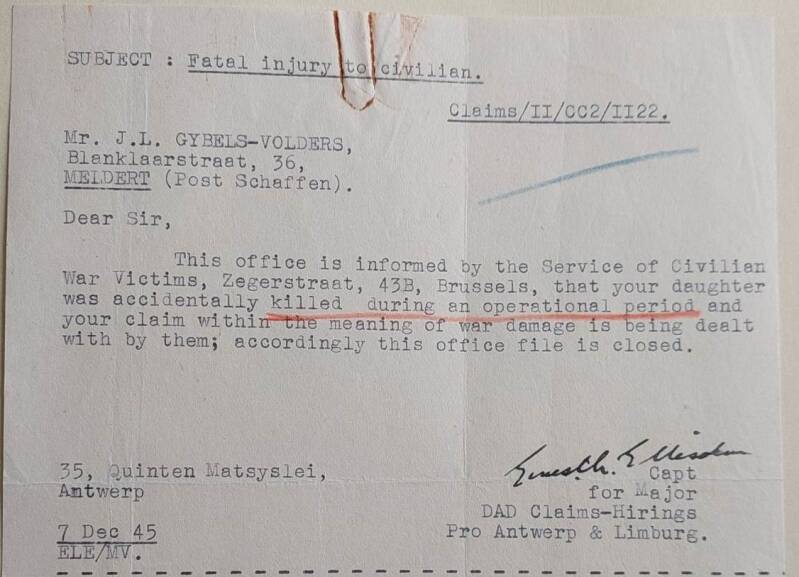 SUBJECT : Fatal injury to civilian.
Claims/II/CC2/II22.
Mr. J.L. GYBELS-VOLDERS,
Blanklaarstraat, 36,
MELDERT (Post Schaffen).
Dear Sir,
This office is informed by the Service of Civilian
War Victims, Zegerstraat, 43B, Brussels, that your daughter
was accidentally killed during an operational period and
your claim within the meaning of war damage is being dealt
with by them; accordingly this office file is closed.
35, Quinten Matsyslei,
Antwerp
7 Dec 45
ELE/MV.
Capt
for Major
DAD Claims-Hirings
Pro Antwerp & Limburg.